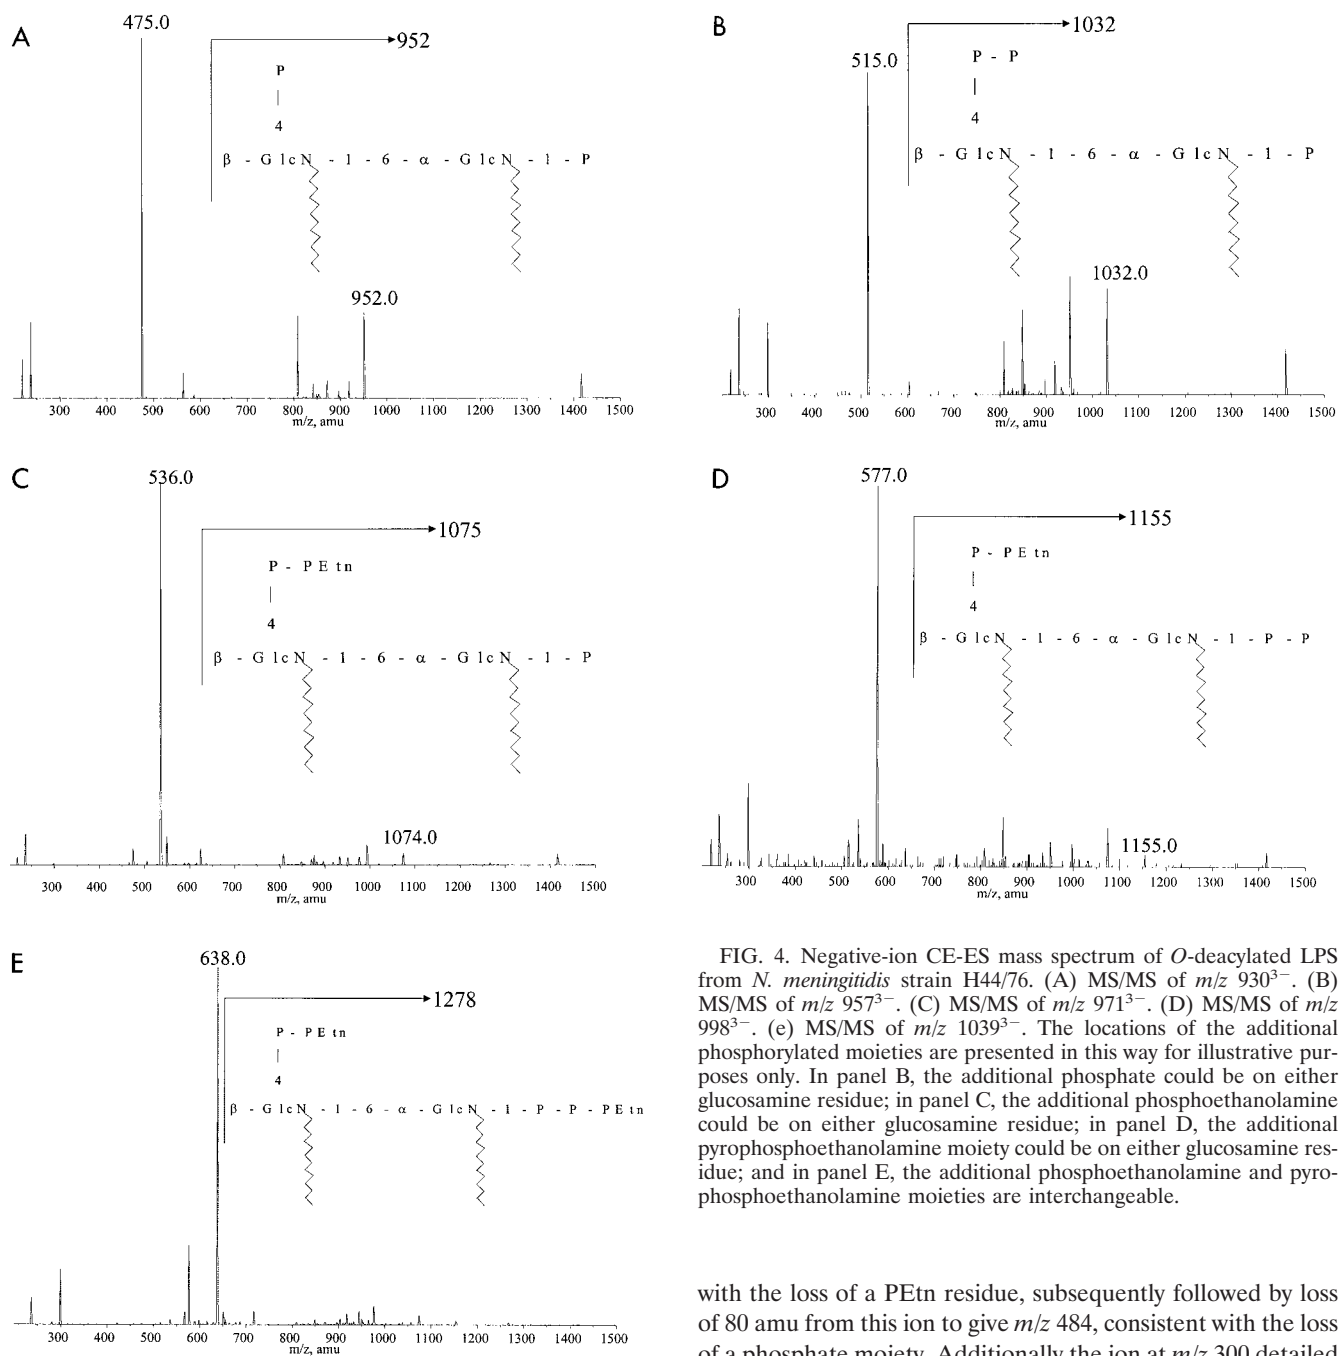 A
475.0
952
P
4
β - GlcN - 1 - 6 - α - GlcN - 1 - P
952.0
300 400 500 600 700 800 900 1000 1100 1200 1300 1400 1500
m/z, amu
B
1032
515.0
P - P
4
β - GlcN - 1 - 6 - α - GlcN - 1 - P
1032.0
300 400 500 600 700 800 900 1000 1100 1200 1300 1400 1500
m/z, amu
C
536.0
1075
P - PEtn
4
β - GlcN - 1 - 6 - α - GlcN - 1 - P
1074.0
300 400 500 600 700 800 900 1000 1100 1200 1300 1400 1500
m/z, amu
D
577.0
1155
P - PEtn
4
β - GlcN - 1 - 6 - α - GlcN - 1 - P - P
1155.0
300 400 500 600 700 800 900 1000 1100 1200 1300 1400 1500
m/z, amu
E
638.0
1278
P - PEtn
4
β - GlcN - 1 - 6 - α - GlcN - 1 - P - P - PEtn
300 400 500 600 700 800 900 1000 1100 1200 1300 1400 1500
m/z, amu
FIG. 4. Negative-ion CE-ES mass spectrum of O-deacylated LPS
from N. meningitidis strain H44/76. (A) MS/MS of m/z 930³⁻. (B)
MS/MS of m/z 957³⁻. (C) MS/MS of m/z 971³⁻. (D) MS/MS of m/z
998³⁻. (e) MS/MS of m/z 1039³⁻. The locations of the additional
phosphorylated moieties are presented in this way for illustrative pur-
poses only. In panel B, the additional phosphate could be on either
glucosamine residue; in panel C, the additional phosphoethanolamine
could be on either glucosamine residue; in panel D, the additional
pyrophosphoethanolamine moiety could be on either glucosamine res-
idue; and in panel E, the additional phosphoethanolamine and pyro-
phosphoethanolamine moieties are interchangeable.
with the loss of a PEtn residue, subsequently followed by loss
of 80 amu from this ion to give m/z 484, consistent with the loss
of a phosphate moiety. Additionally the ion at m/z 300 detailed